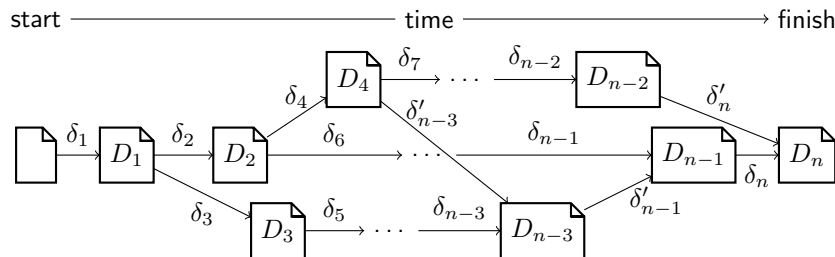 start time finish
δ₇ δₙ₋₂
D₄ · · · Dₙ₋₂
δ₄ δ′ₙ₋₃ δ′ₙ
δ₁ δ₂ δ₆ δₙ₋₁
D₁ D₂ · · · Dₙ₋₁ Dₙ
δₙ
δ₃ δ₅ δₙ₋₃ δ′ₙ₋₁
D₃ · · · Dₙ₋₃